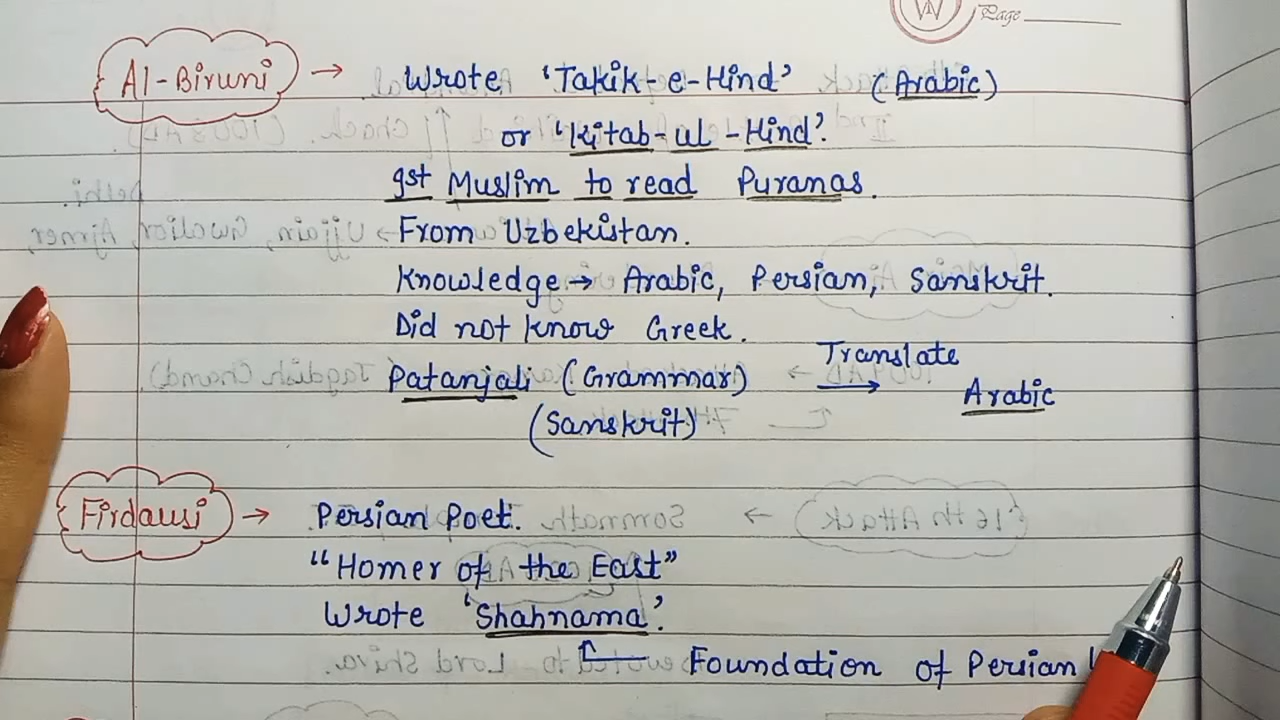 Page
Al-Biruni → Wrote 'Takik-e-Hind' (Arabic)
or 'Kitab-ul-Hind'.
9st Muslim to read Puranas.
From Uzbekistan.
Knowledge → Arabic, Persian, Sanskrit.
Did not know Greek.
Patanjali (Grammar) Translate → Arabic
(Sanskrit)
Firdausi → Persian Poet.
"Homer of the East"
Wrote 'Shahnama'.
Foundation of Persian